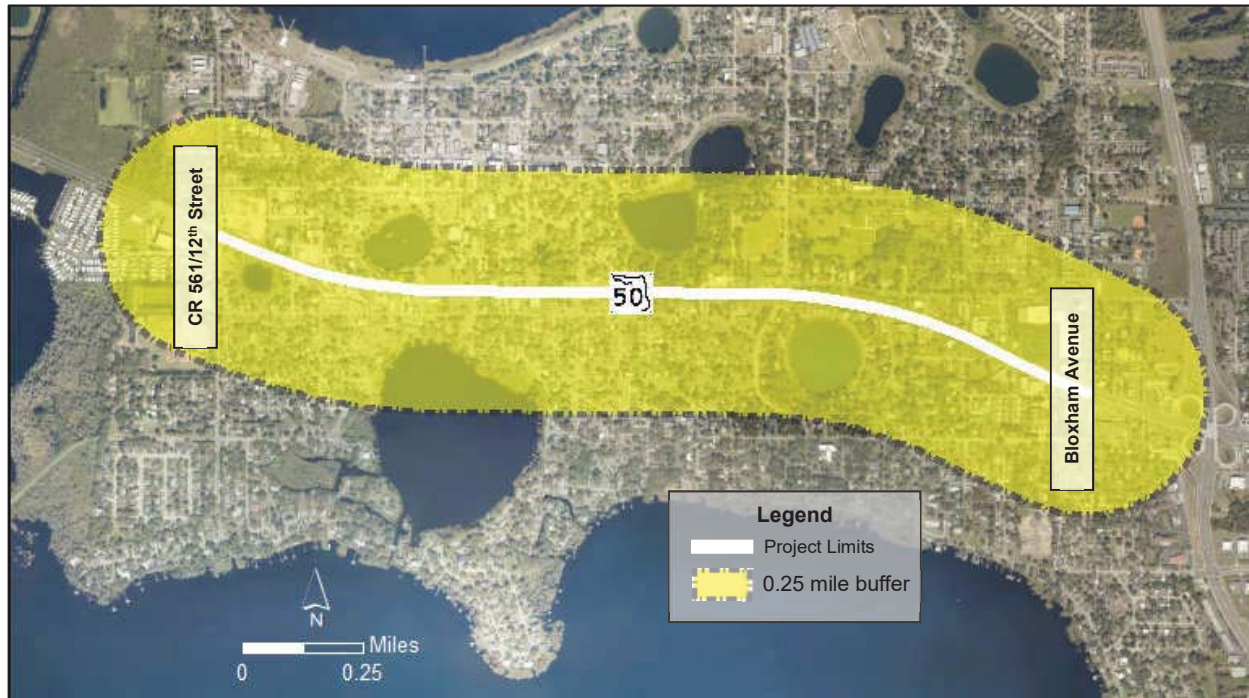 CR 561/12th Street
50
Bloxham Avenue
Legend
Project Limits
0.25 mile buffer
N
Miles
0 0.25